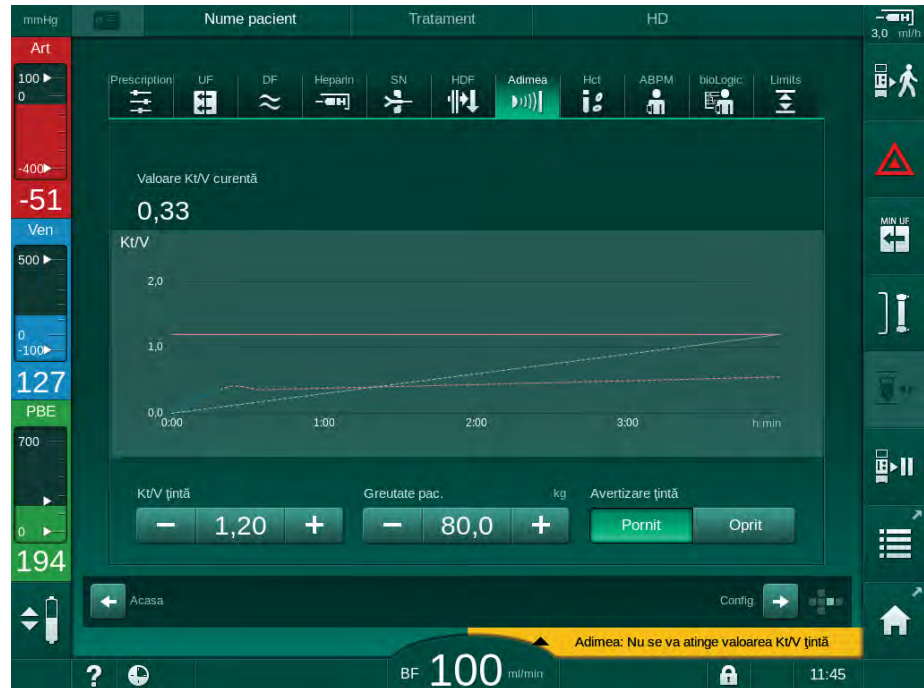 mmHg
Nume pacient
Tratament
HD
3,0 ml/h
Art
100
0
-400
-51
Ven
500
0
-100
127
PBE
700
0
194
Prescription
UF
DF
Heparin
SN
HDF
Adimea
Hct
ABPM
bioLogic
Limits
Valoare Kt/V curentă
0,33
Kt/V
2,0
1,0
0,0
0:00
1:00
2:00
3:00
h:min
Kt/V ţintă
Greutate pac.
kg
Avertizare ţintă
− 1,20 +
− 80,0 +
Pornit
Oprit
Acasa
Config.
MIN UF
Adimea: Nu se va atinge valoarea Kt/V ţintă
?
BF 100 ml/min
11:45